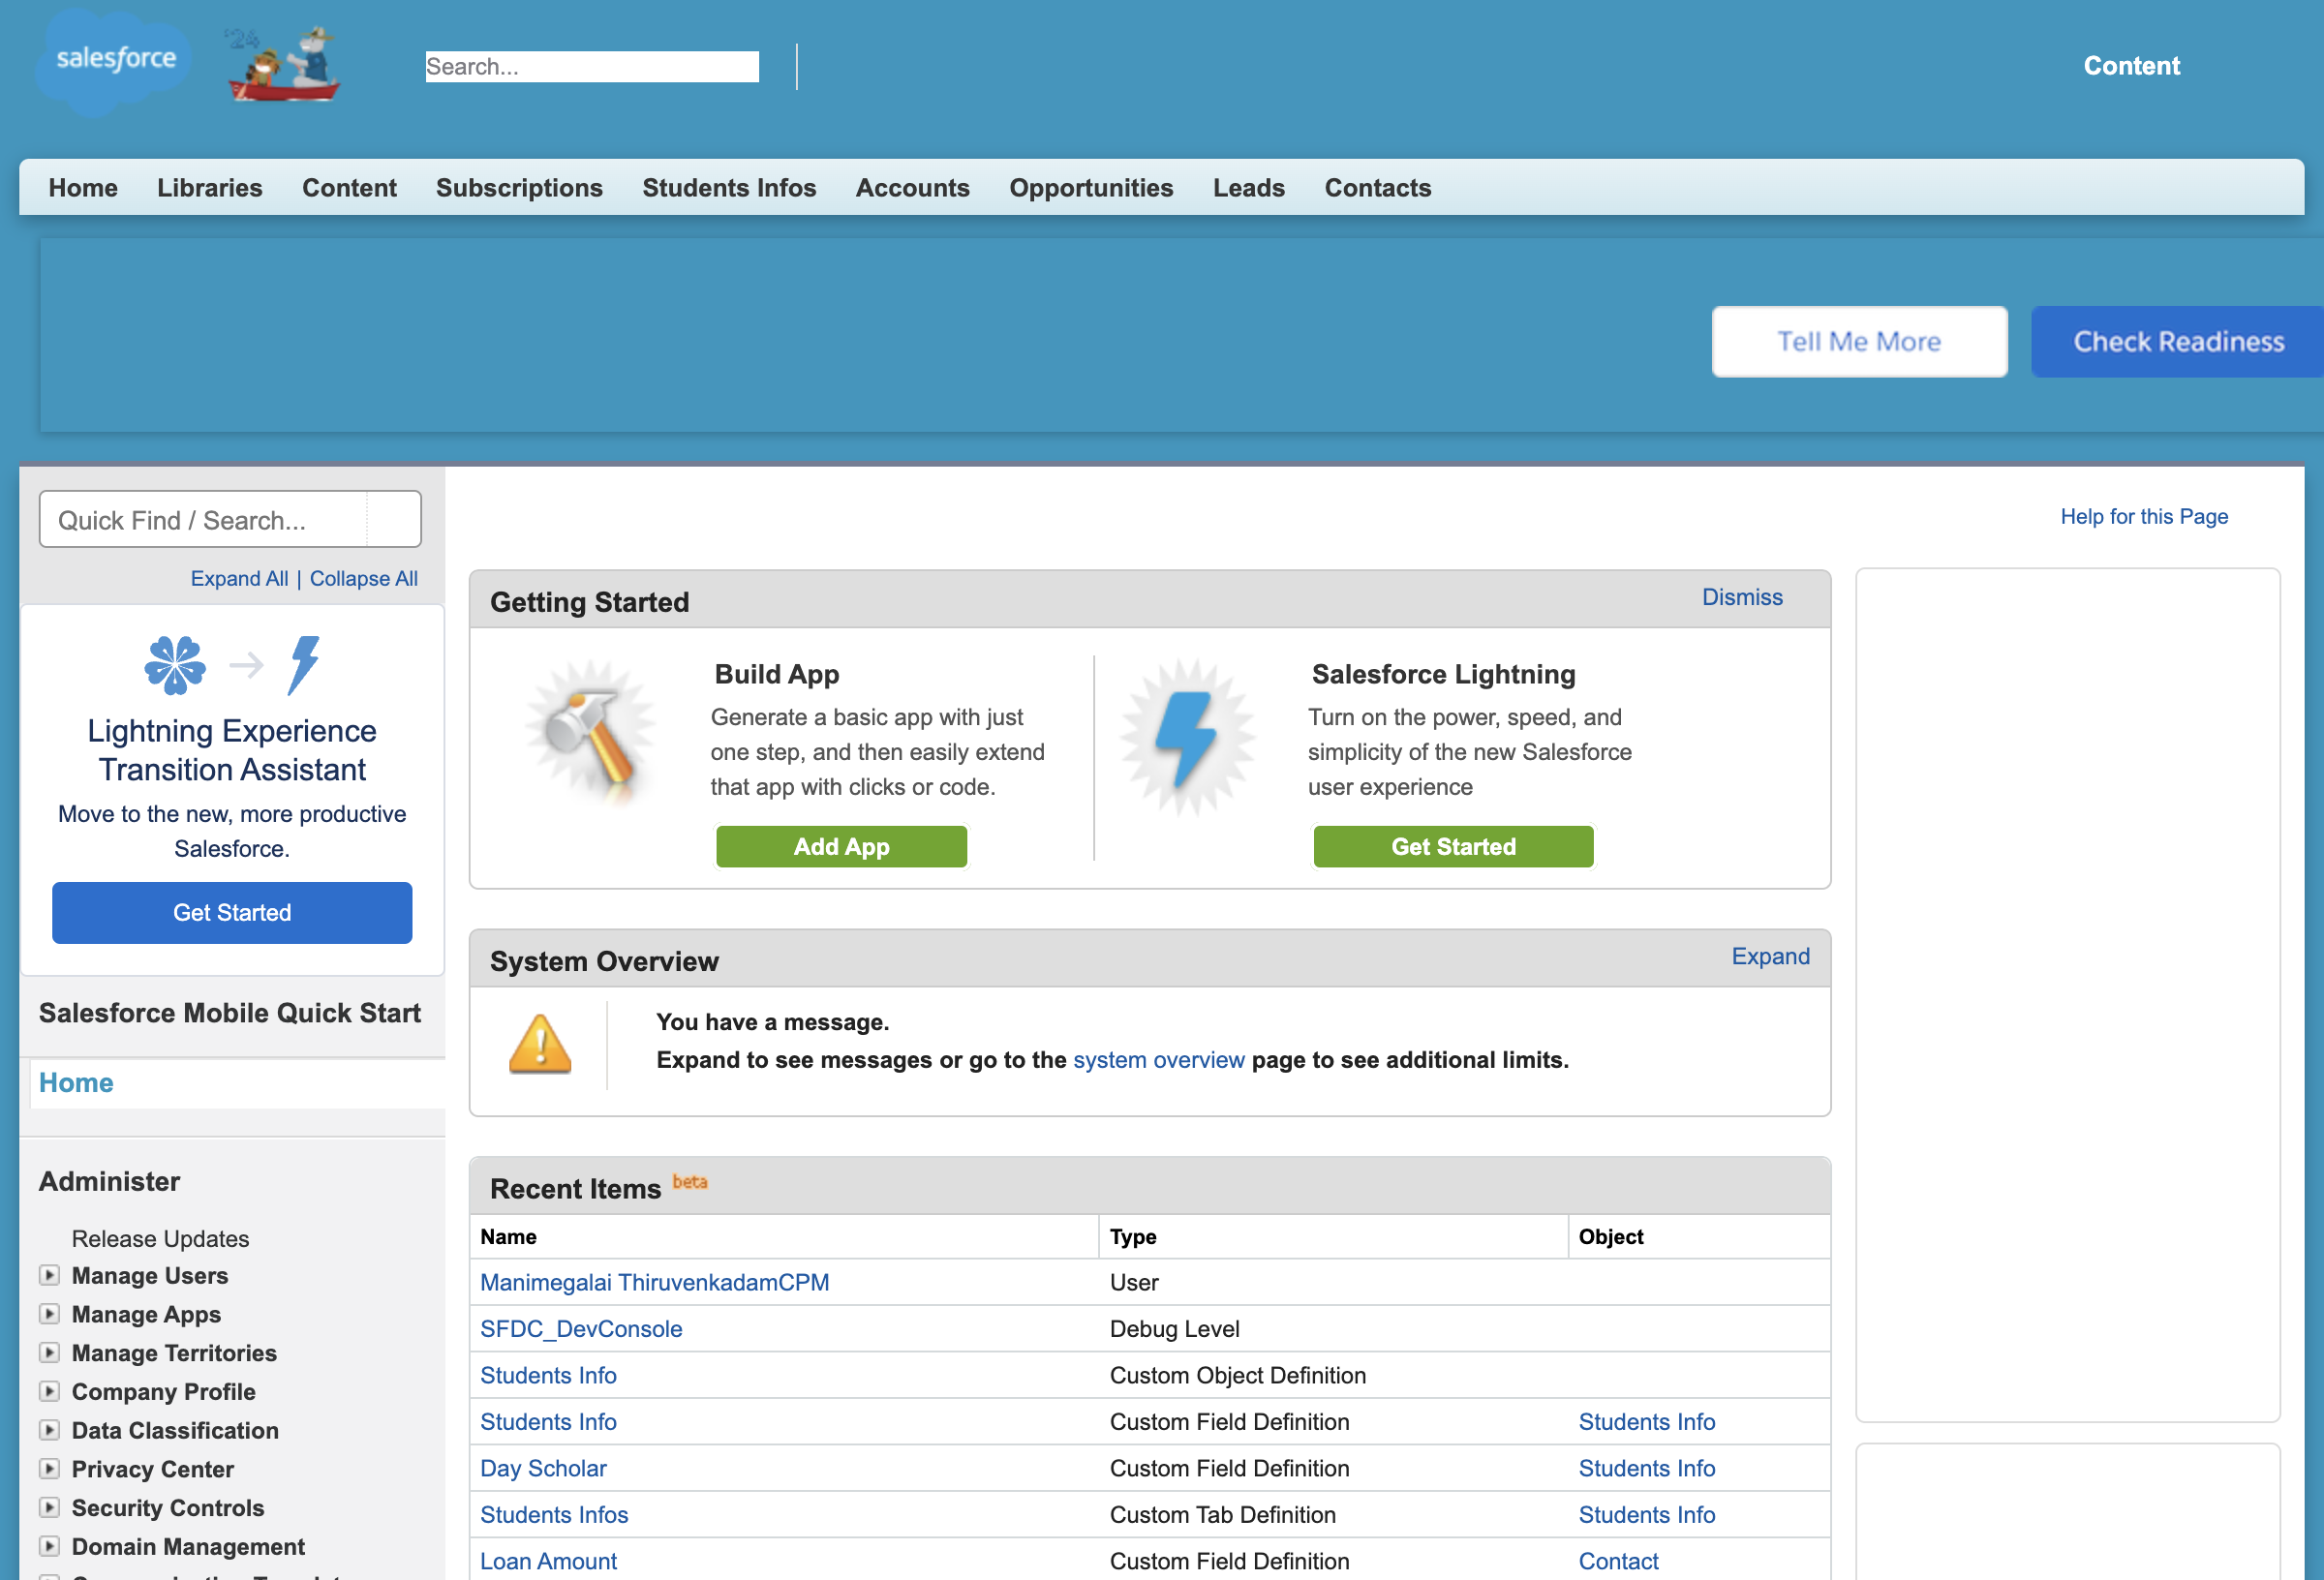 salesforce
'24
Search...
Content
Home Libraries Content Subscriptions Students Infos Accounts Opportunities Leads Contacts
Tell Me More Check Readiness
Quick Find / Search...
Expand All | Collapse All
Lightning Experience
Transition Assistant
Move to the new, more productive
Salesforce.
Get Started
Salesforce Mobile Quick Start
Home
Administer
Release Updates
Manage Users
Manage Apps
Manage Territories
Company Profile
Data Classification
Privacy Center
Security Controls
Domain Management
Help for this Page
Getting Started Dismiss
Build App
Generate a basic app with just
one step, and then easily extend
that app with clicks or code.
Add App
Salesforce Lightning
Turn on the power, speed, and
simplicity of the new Salesforce
user experience
Get Started
System Overview Expand
You have a message.
Expand to see messages or go to the system overview page to see additional limits.
Recent Items beta
Name Type Object
Manimegalai ThiruvenkadamCPM User
SFDC_DevConsole Debug Level
Students Info Custom Object Definition
Students Info Custom Field Definition Students Info
Day Scholar Custom Field Definition Students Info
Students Infos Custom Tab Definition Students Info
Loan Amount Custom Field Definition Contact